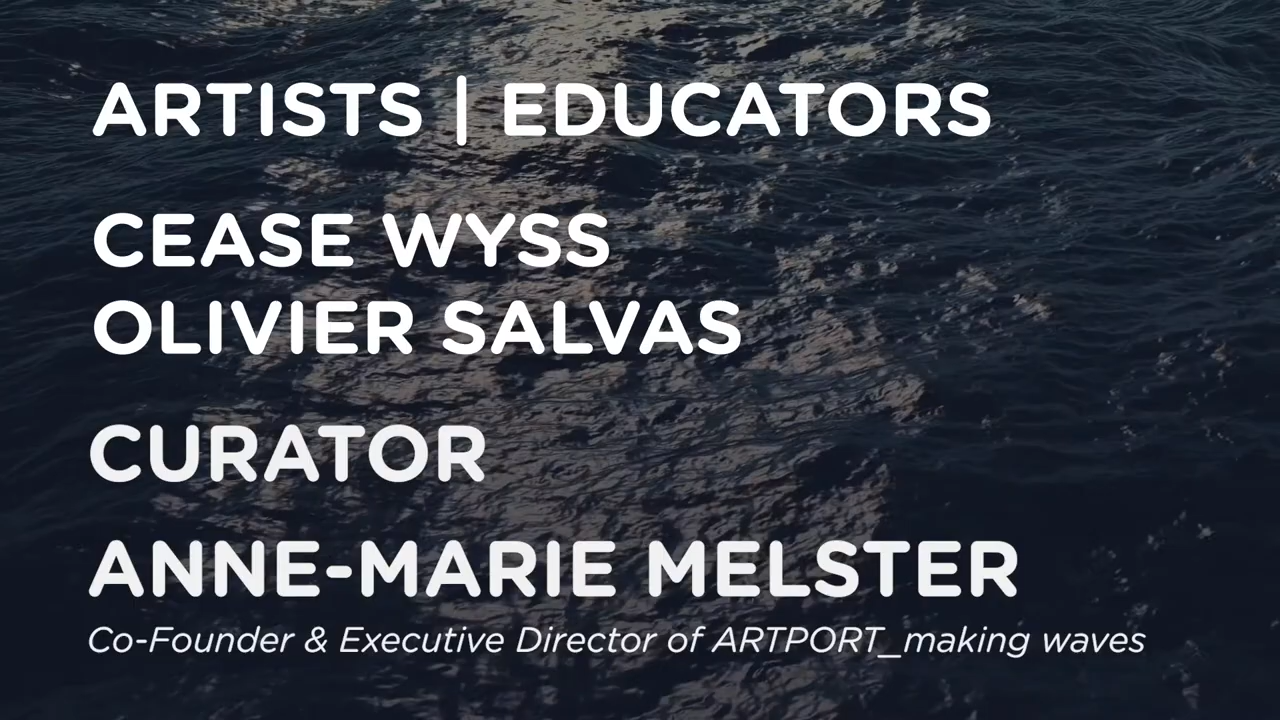 ARTISTS | EDUCATORS
CEASE WYSS
OLIVIER SALVAS
CURATOR
ANNE-MARIE MELSTER
Co-Founder & Executive Director of ARTPORT_making waves